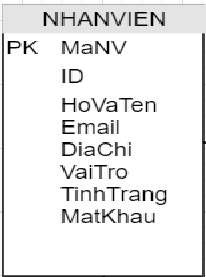 NHANVIEN
PK MaNV
ID
HoVaTen
Email
DiaChi
VaiTro
TinhTrang
MatKhau